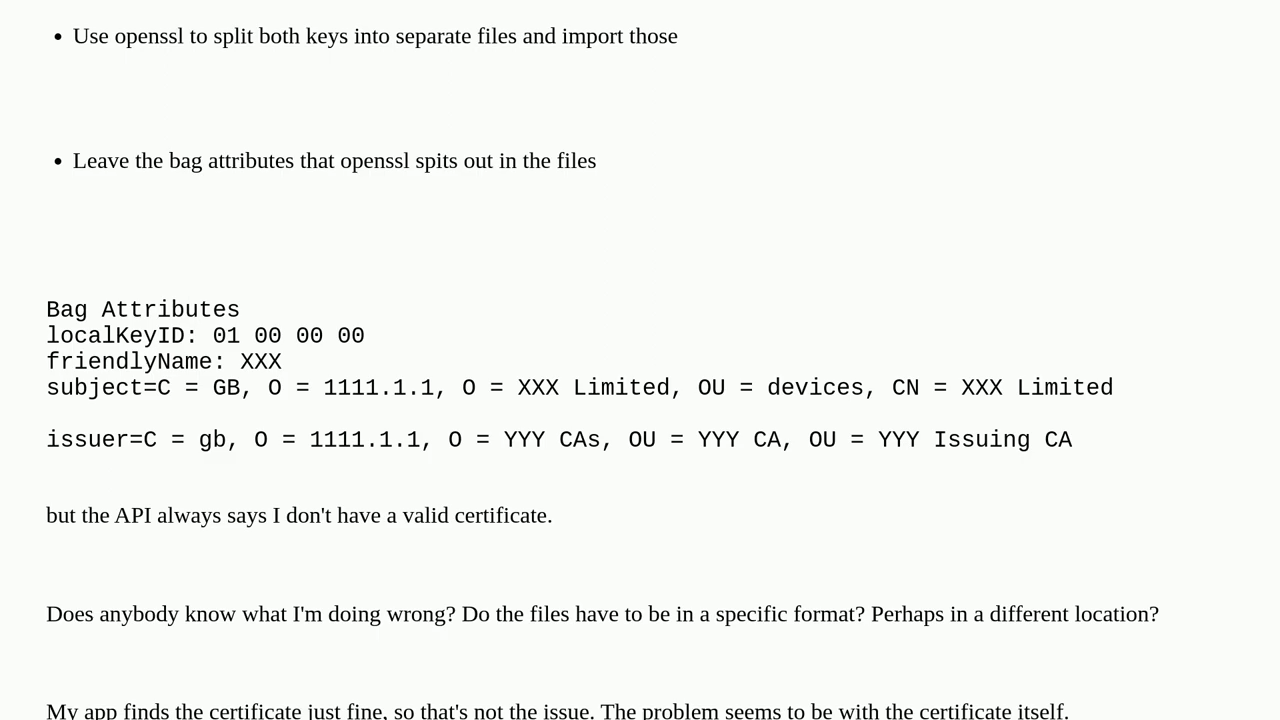 • Use openssl to split both keys into separate files and import those
• Leave the bag attributes that openssl spits out in the files
Bag Attributes
localKeyID: 01 00 00 00
friendlyName: XXX
subject=C = GB, O = 1111.1.1, O = XXX Limited, OU = devices, CN = XXX Limited
issuer=C = gb, O = 1111.1.1, O = YYY CAs, OU = YYY CA, OU = YYY Issuing CA
but the API always says I don't have a valid certificate.
Does anybody know what I'm doing wrong? Do the files have to be in a specific format? Perhaps in a different location?
My app finds the certificate just fine, so that's not the issue. The problem seems to be with the certificate itself.